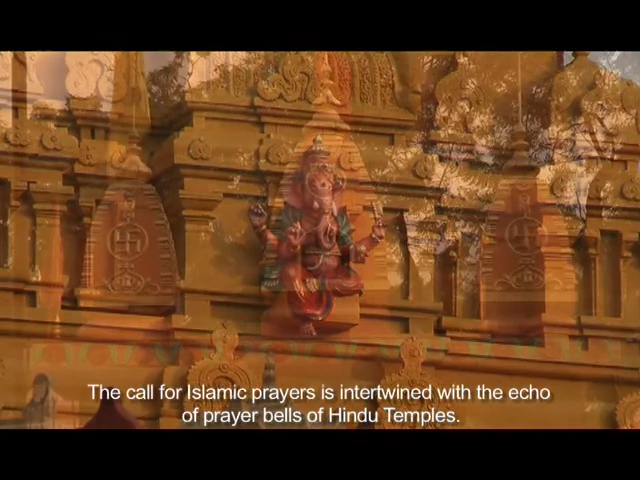 The call for Islamic prayers is intertwined with the echo
of prayer bells of Hindu Temples.